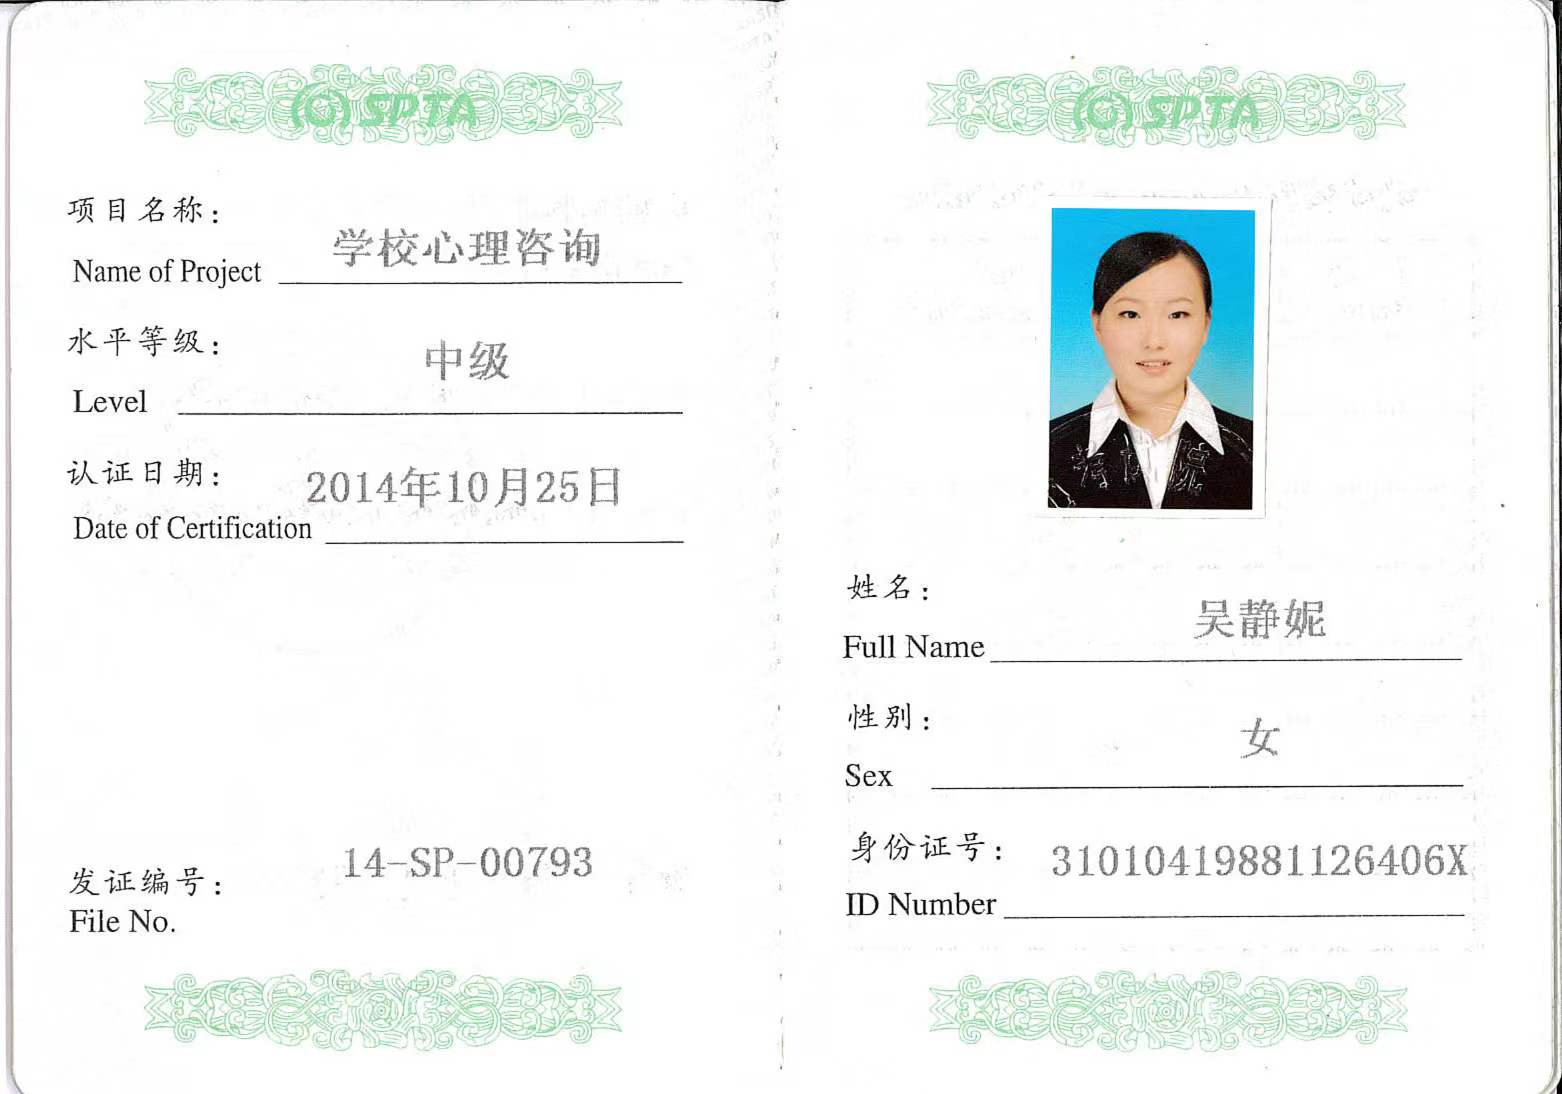 SPTA
项目名称：
学校心理咨询
Name of Project
水平等级：
中级
Level
认证日期：
2014年10月25日
Date of Certification
14-SP-00793
发证编号：
File No.
SPTA
姓名：
吴静妮
Full Name
性别：
女
Sex
身份证号：
31010419881126406X
ID Number